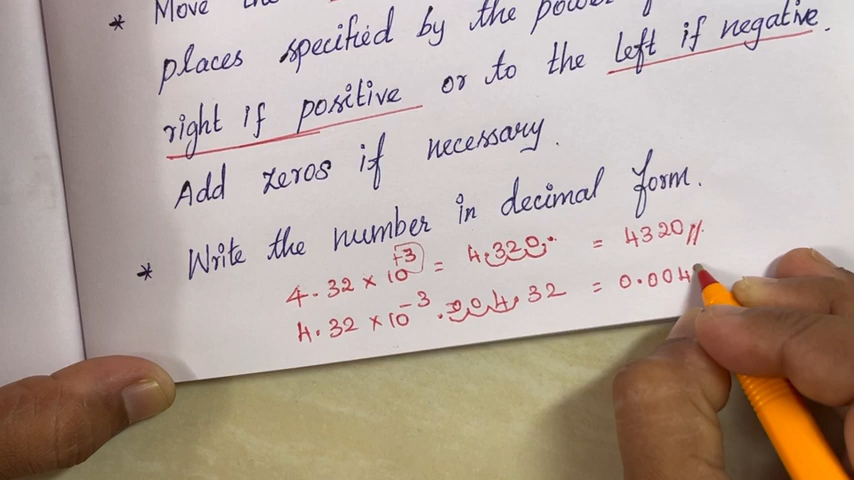 * Move the
places specified by the power
right if positive or to the left if negative.
Add zeros if necessary.
* Write the number in decimal form.
4.32 × 10⁺³ = 4.320. = 4320//.
4.32 × 10⁻³ .004.32 = 0.004